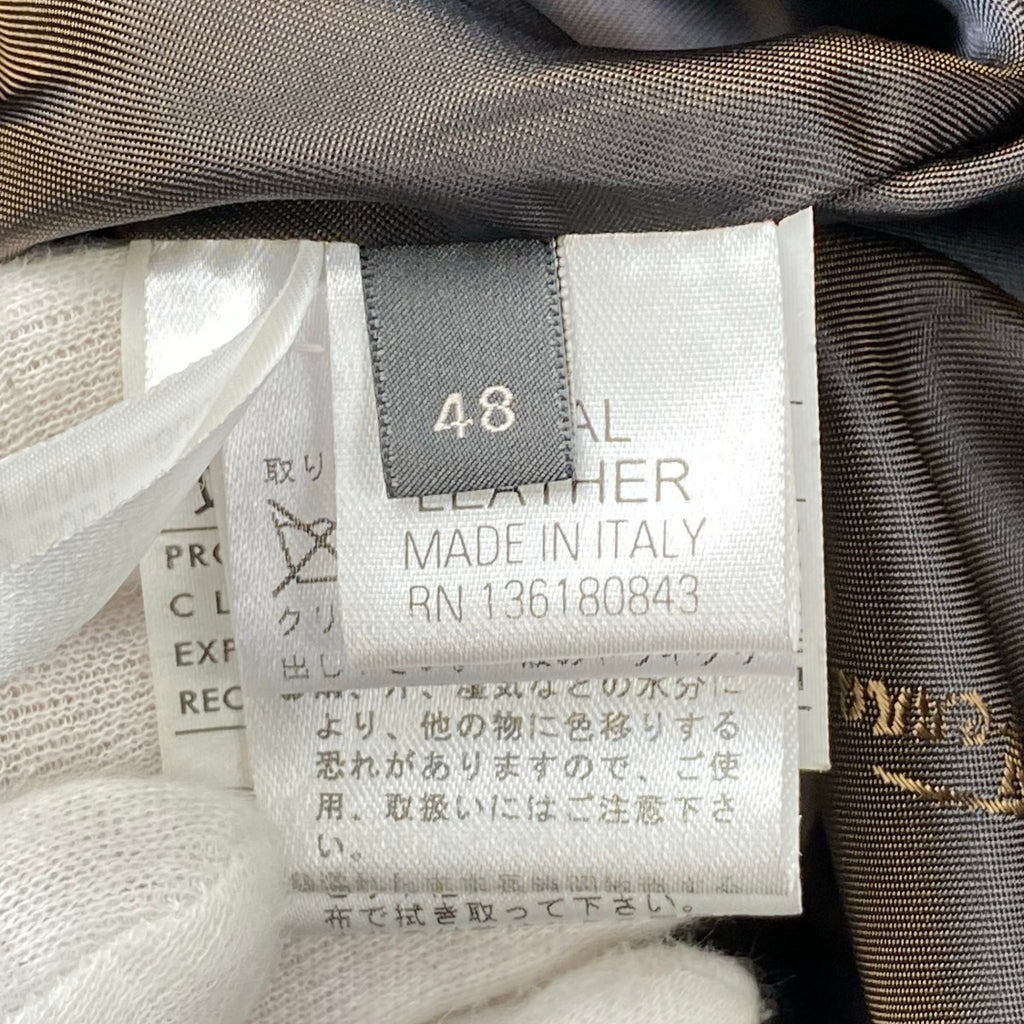 48
AL
LEATHER
MADE IN ITALY
RN 136180843
取り
クリ
出し
PRO
C L
EXP
REC
より、他の物に色移りする
恐れがありますので、ご使
用、取扱いにはご注意下さ
い。
布で拭き取って下さい。